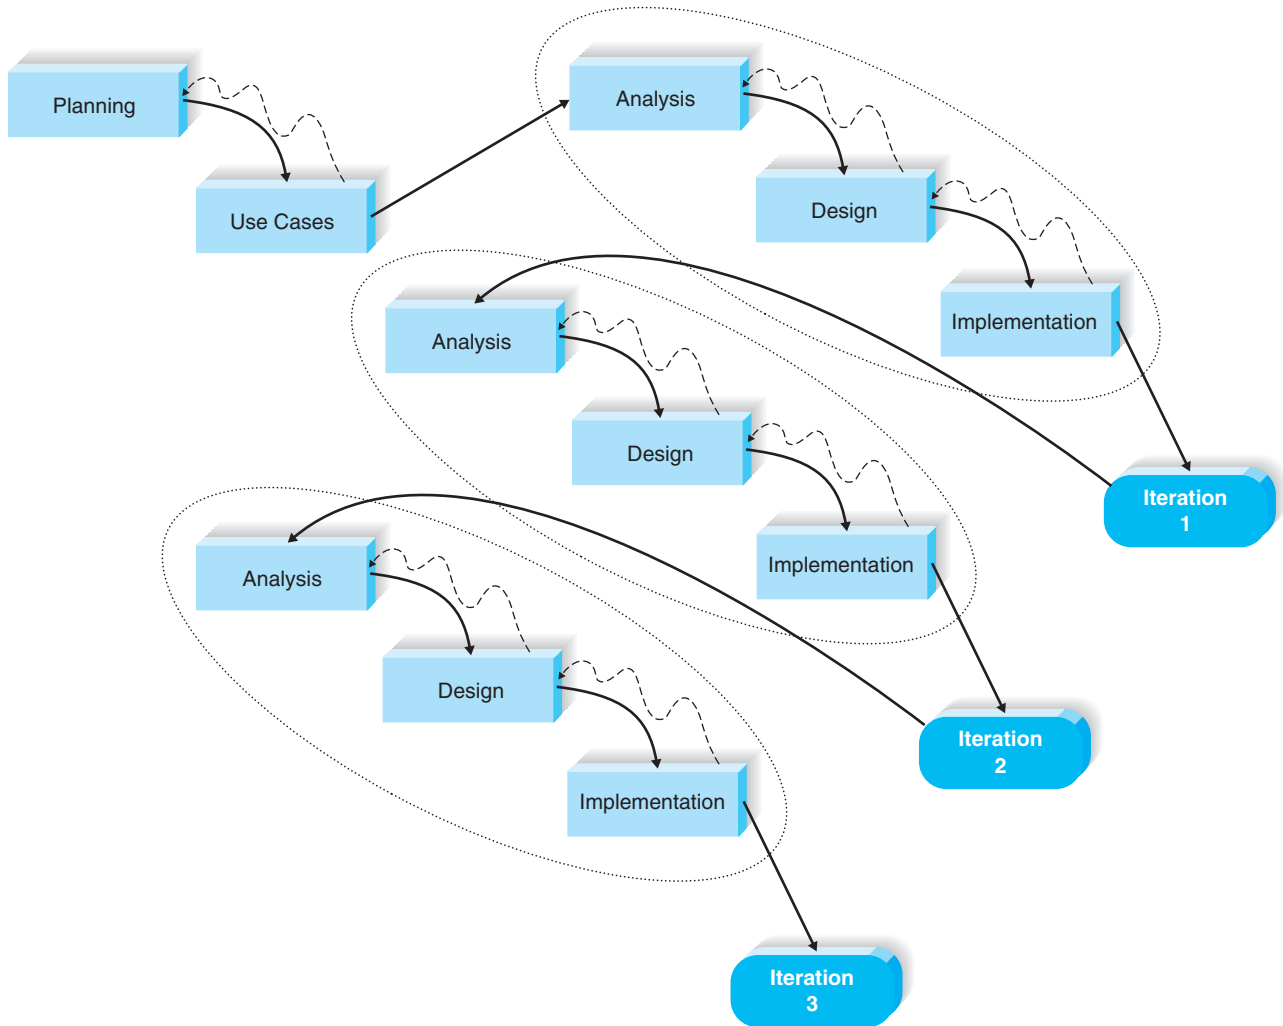 Planning
Use Cases
Analysis
Design
Implementation
Iteration
1
Analysis
Design
Implementation
Iteration
2
Analysis
Design
Implementation
Iteration
3